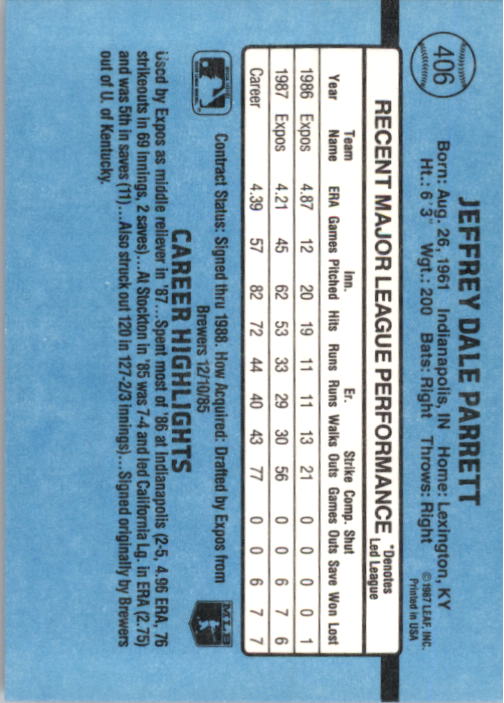 406
JEFFREY DALE PARRETT
Born: Aug. 26, 1961 Indianapolis, IN Home: Lexington, KY
Ht.: 6' 3" Wgt.: 200 Bats: Right Throws: Right
© 1987 LEAF, INC.
Printed in USA
RECENT MAJOR LEAGUE PERFORMANCE
*Denotes
Led League
Team Inn. Er. Strike Comp. Shut
Year Name ERA Games Pitched Hits Runs Runs Walks Outs Games Outs Save Won Lost
1986 Expos 4.87 12 20 19 11 11 13 21 0 0 0 0 1
1987 Expos 4.21 45 62 53 33 29 30 56 0 0 6 7 6
Career 4.39 57 82 72 44 40 43 77 0 0 6 7 7
Contract Status: Signed thru 1988. How Acquired: Drafted by Expos from
Brewers 12/10/85
MLB
CAREER HIGHLIGHTS
Used by Expos as middle reliever in '87...Spent most of '86 at Indianapolis (2-5, 4.96 ERA, 76
strikeouts in 69 innings, 2 saves)...At Stockton in '85 was 7-4 and led California Lg. in ERA (2.75)
and was 5th in saves (11)...Also struck out 120 in 127-2/3 innings)...Signed originally by Brewers
out of U. of Kentucky.